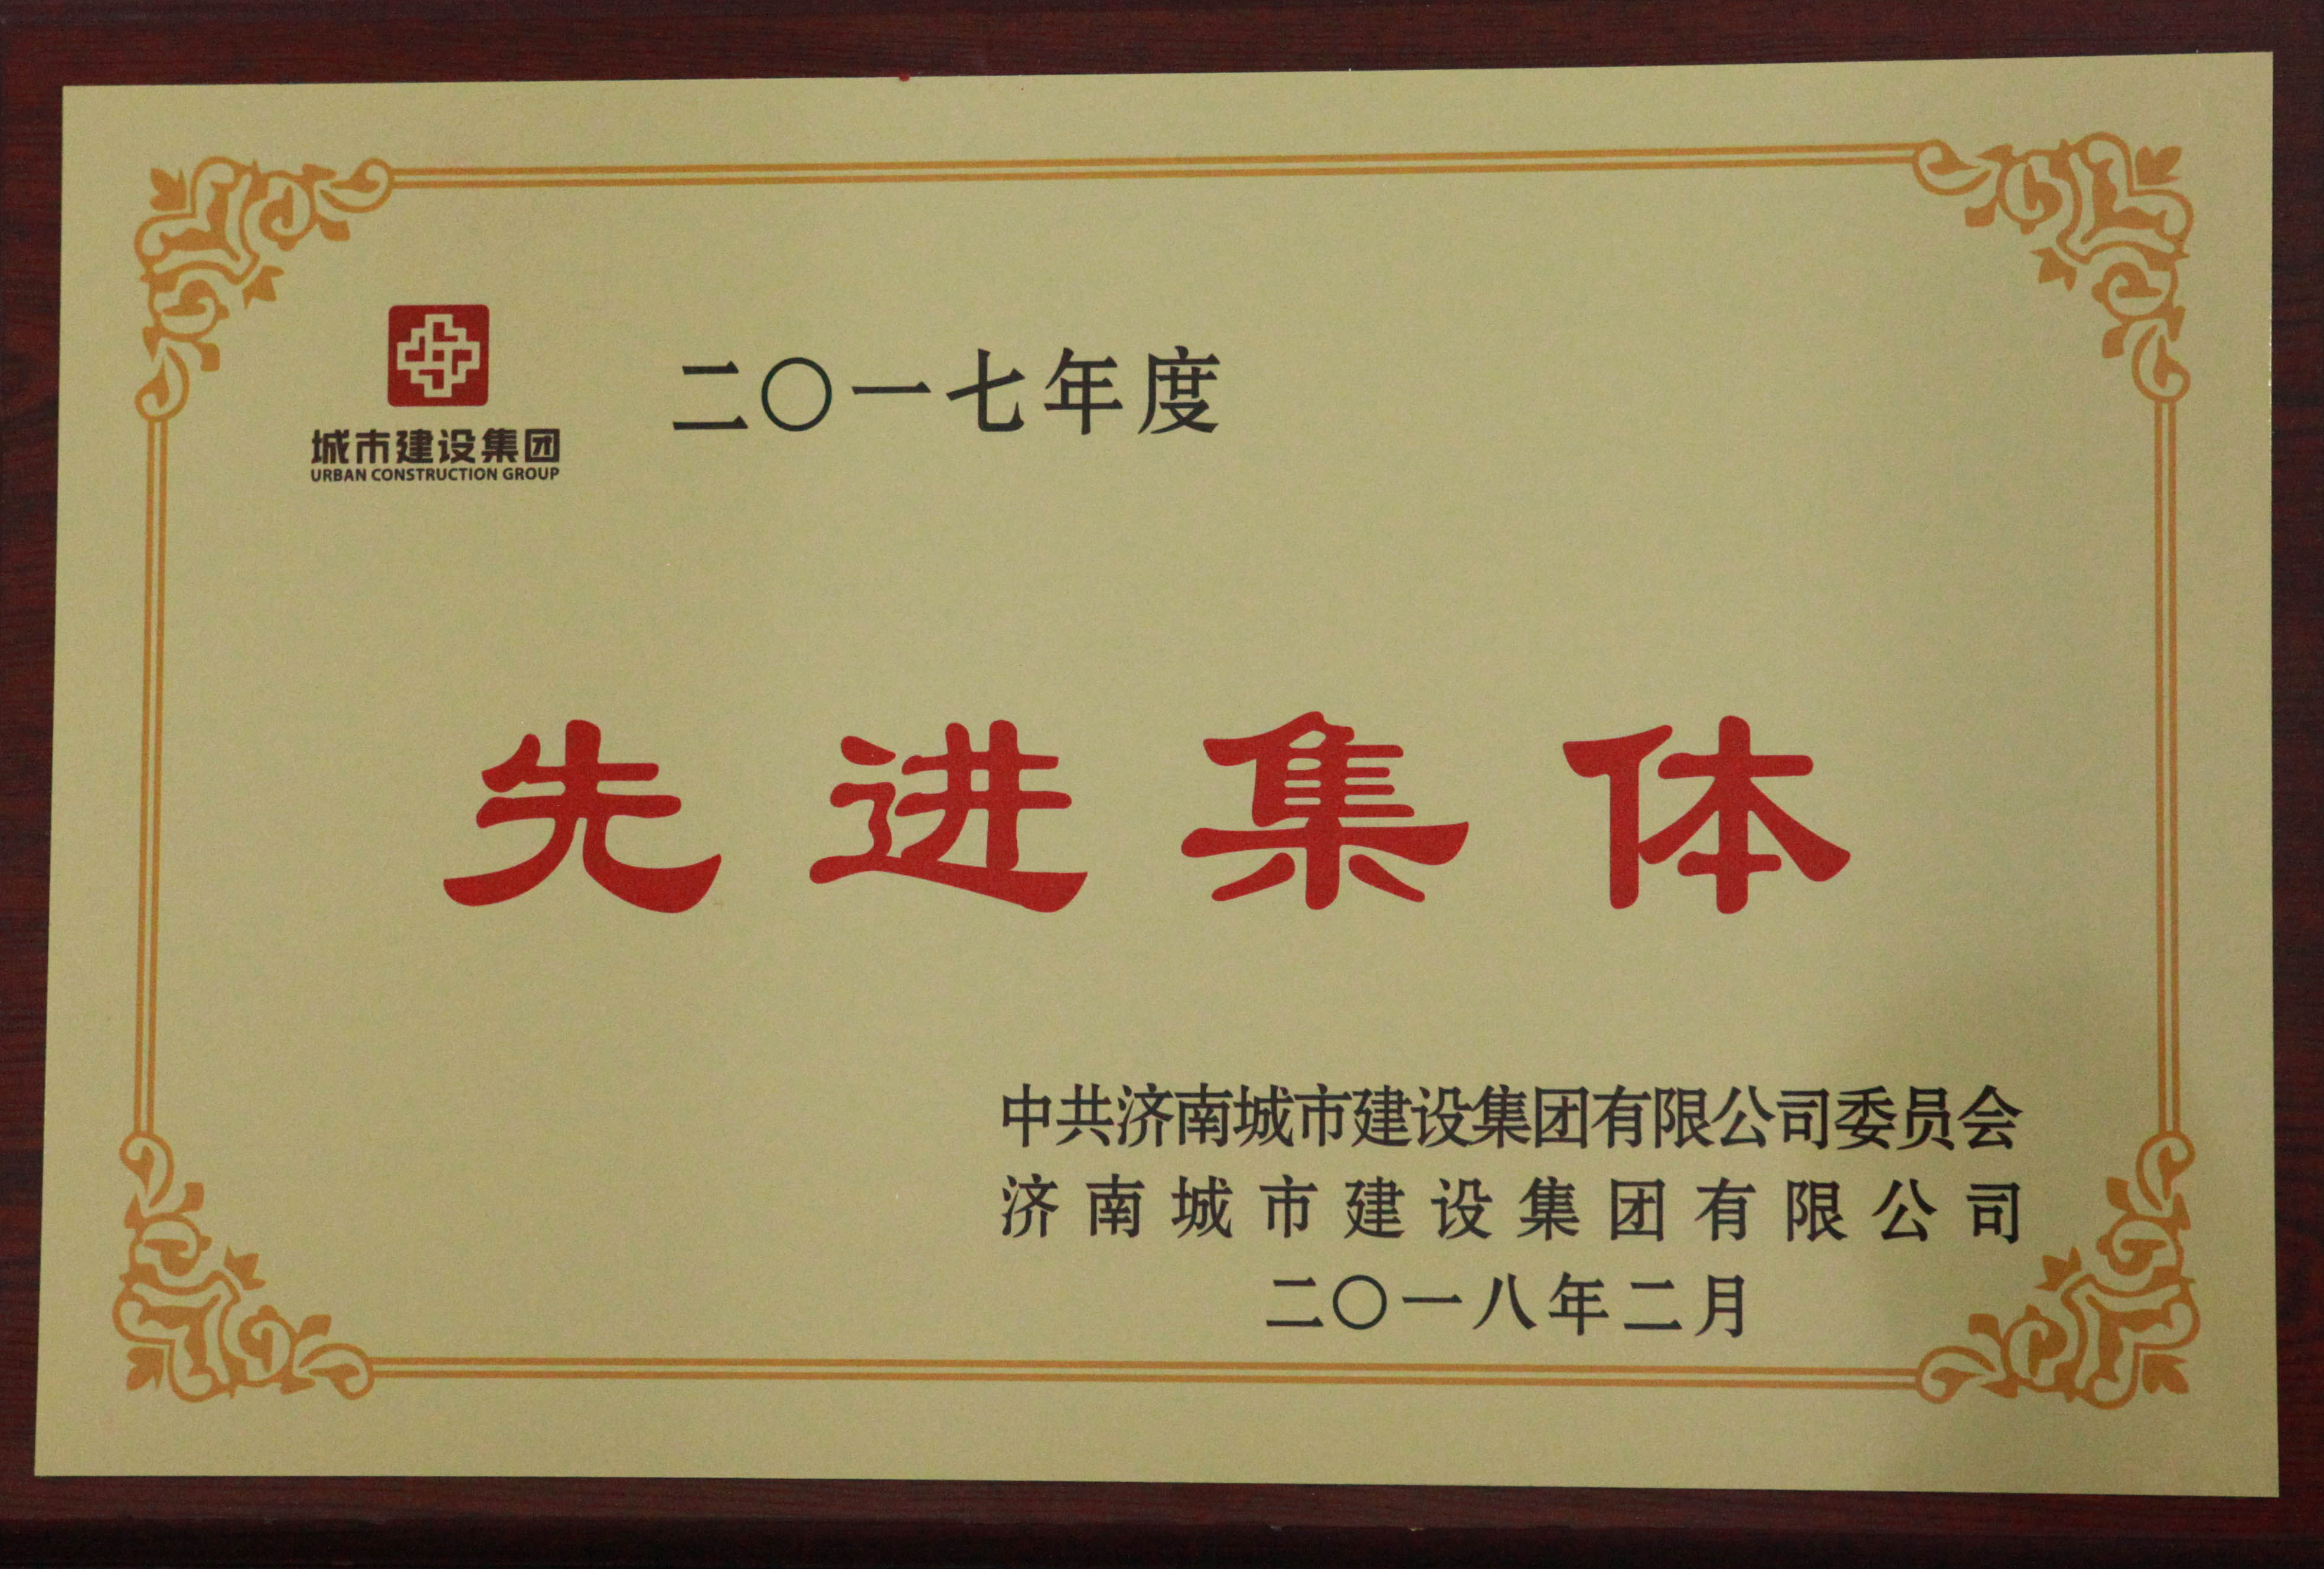 城市建设集团
URBAN CONSTRUCTION GROUP
二〇一七年度
先进集体
中共济南城市建设集团有限公司委员会
济南城市建设集团有限公司
二〇一八年二月